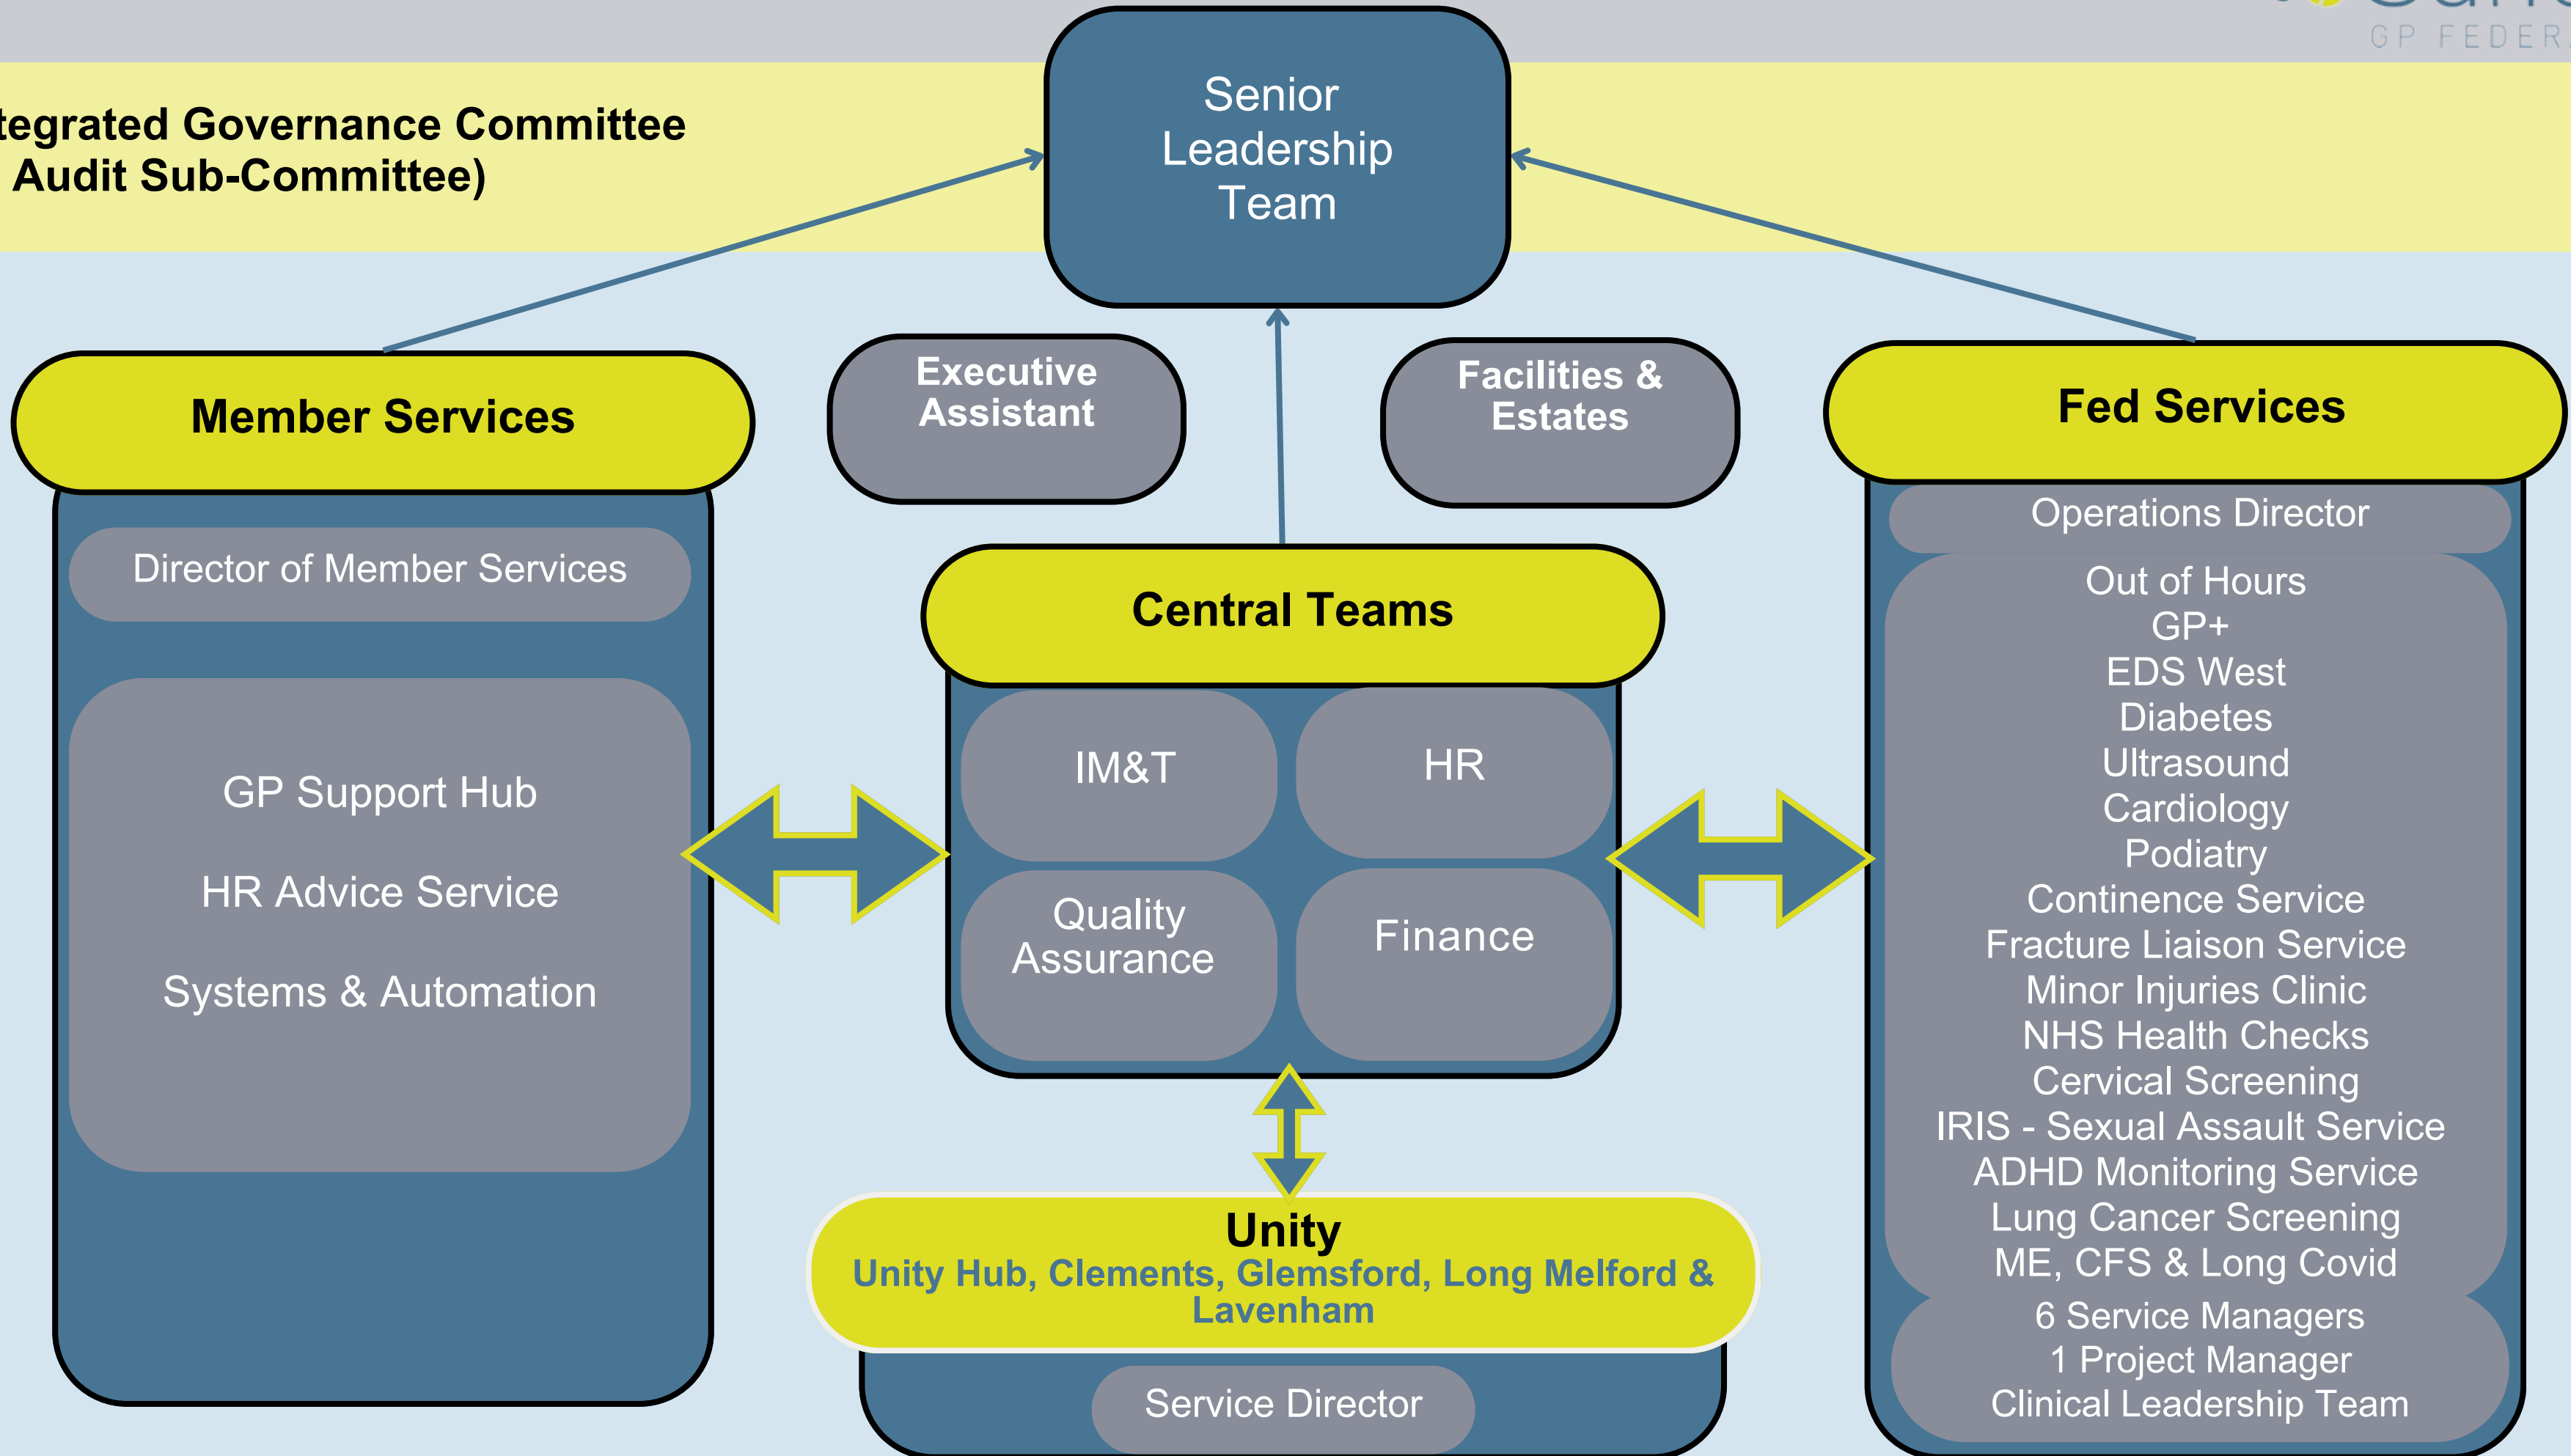 GP FEDER
tegrated Governance Committee
Audit Sub-Committee)
Senior
Leadership
Team
Member Services
Director of Member Services
GP Support Hub
HR Advice Service
Systems & Automation
Executive
Assistant
Facilities &
Estates
Central Teams
IM&T
HR
Quality
Assurance
Finance
Unity
Unity Hub, Clements, Glemsford, Long Melford &
Lavenham
Service Director
Fed Services
Operations Director
Out of Hours
GP+
EDS West
Diabetes
Ultrasound
Cardiology
Podiatry
Continence Service
Fracture Liaison Service
Minor Injuries Clinic
NHS Health Checks
Cervical Screening
IRIS - Sexual Assault Service
ADHD Monitoring Service
Lung Cancer Screening
ME, CFS & Long Covid
6 Service Managers
1 Project Manager
Clinical Leadership Team